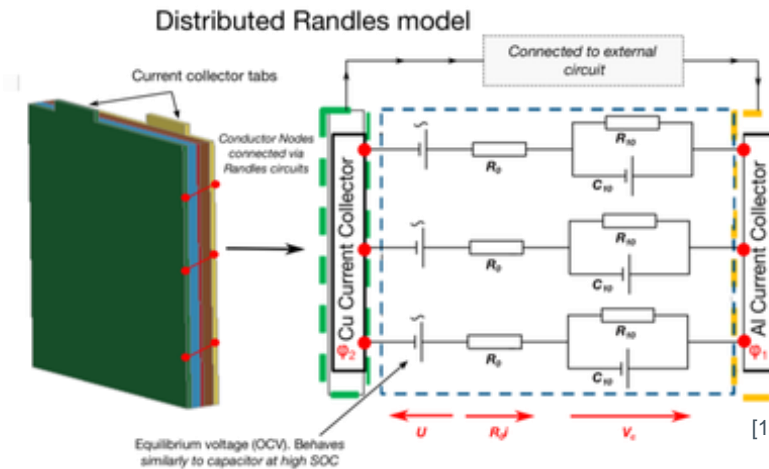 Distributed Randles model
Current collector tabs
Conductor Nodes
connected via
Randles circuits
Connected to external
circuit
Cu Current Collector
φ2
R0
R10
C10
R0
R10
C10
R0
R10
C10
Al Current Collector
φ1
U
R0i
Vc
Equilibrium voltage (OCV). Behaves
similarly to capacitor at high SOC
[1